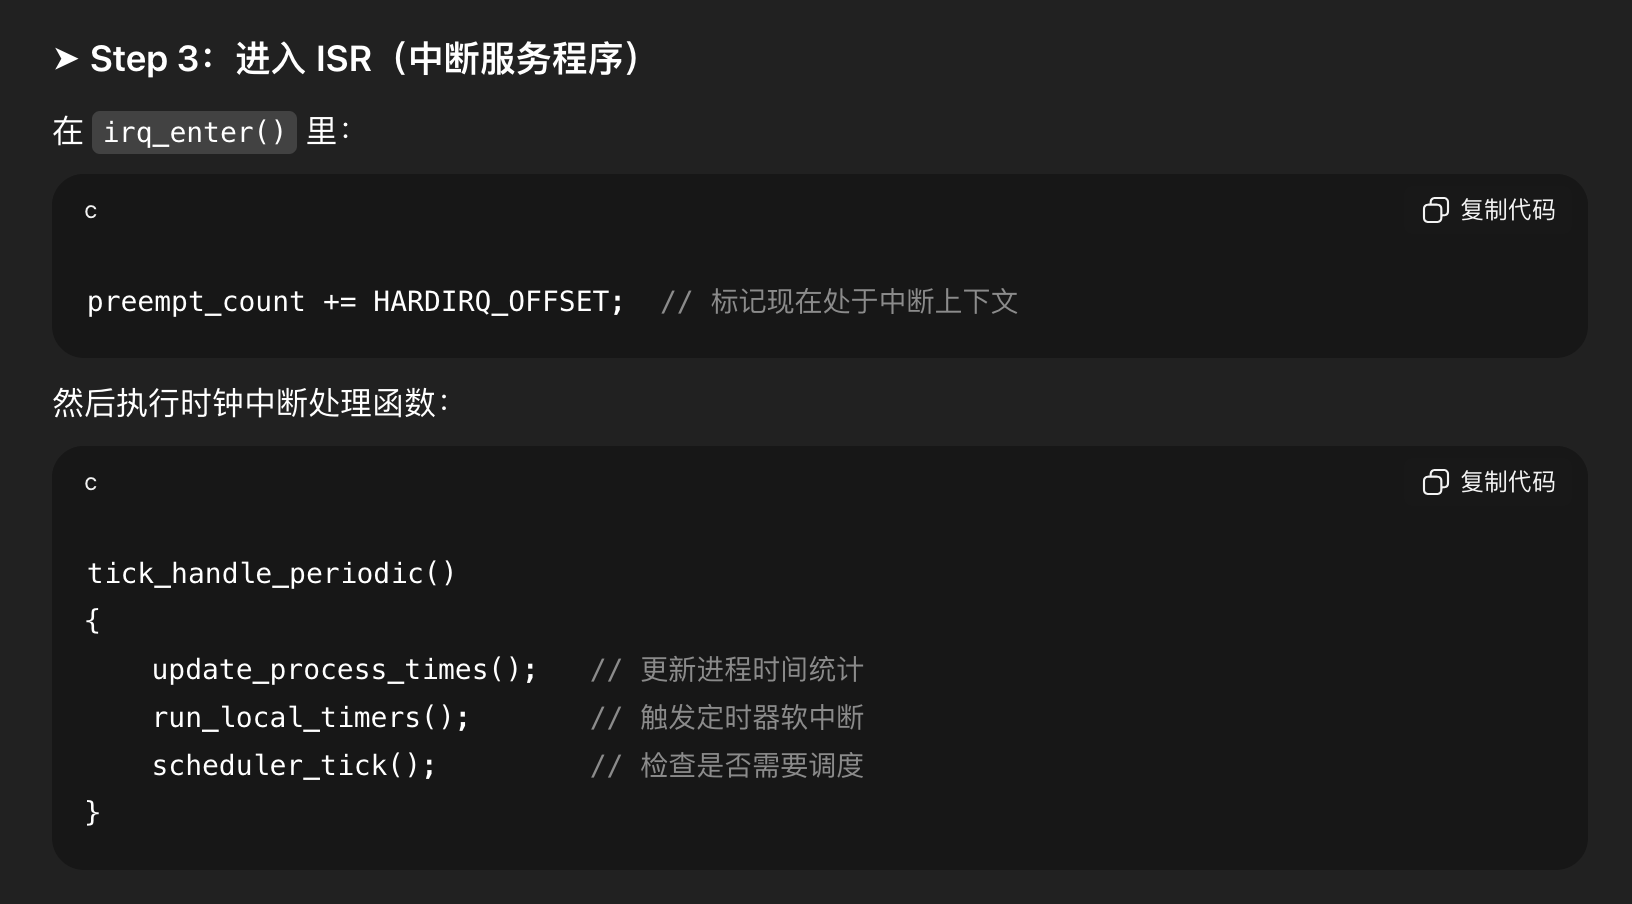 ➤ Step 3：进入 ISR（中断服务程序）
在 irq_enter() 里：
c
复制代码
preempt_count += HARDIRQ_OFFSET;  // 标记现在处于中断上下文
然后执行时钟中断处理函数：
c
复制代码
tick_handle_periodic()
{
    update_process_times();   // 更新进程时间统计
    run_local_timers();       // 触发定时器软中断
    scheduler_tick();         // 检查是否需要调度
}